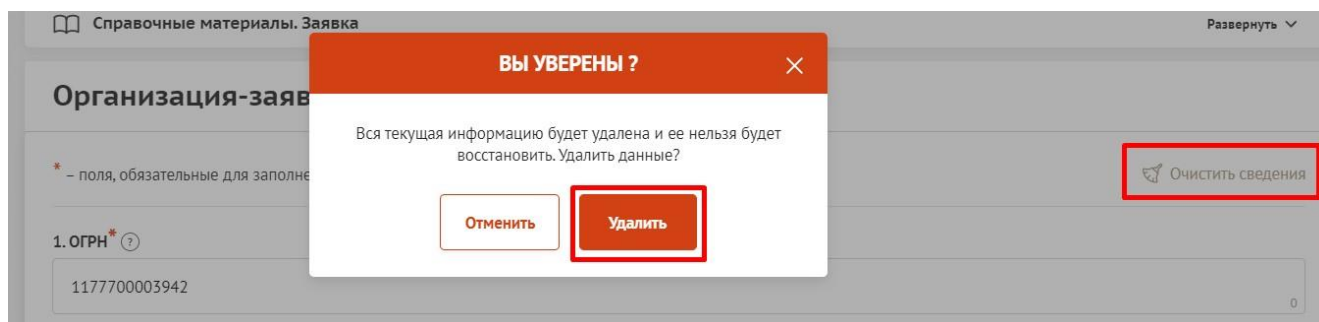 Справочные материалы. Заявка
Развернуть
ВЫ УВЕРЕНЫ ?
Организация-заяв
Вся текущая информацию будет удалена и ее нельзя будет
восстановить. Удалить данные?
* – поля, обязательные для заполне
Очистить сведения
Отменить
Удалить
1. ОГРН* ?
1177700003942
0